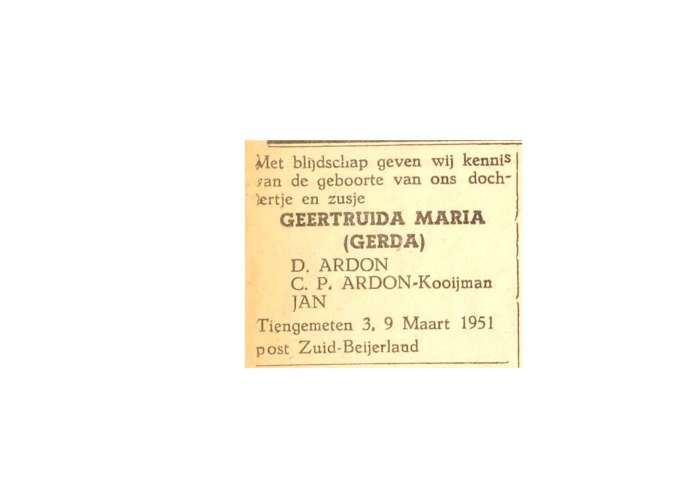 Met blijdschap geven wij kennis
van de geboorte van ons doch-
tertje en zusje
GEERTRUIDA MARIA
(GERDA)
D. ARDON
C. P. ARDON-Kooijman
JAN
Tiengemeten 3, 9 Maart 1951
post Zuid-Beijerland